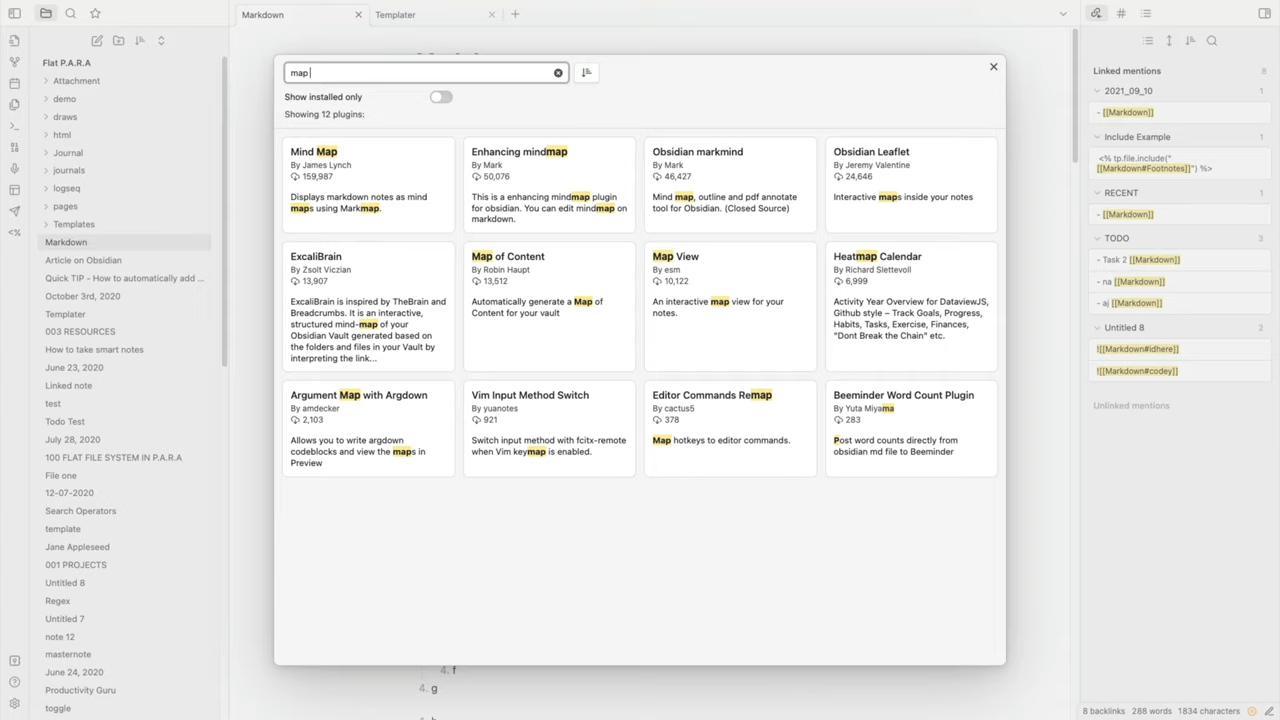 Markdown
Templater
Flat P.A.R.A
Attachment
demo
draws
html
Journal
journals
logseq
pages
Templates
Markdown
Article on Obsidian
Quick TIP - How to automatically add ...
October 3rd, 2020
Templater
003 RESOURCES
How to take smart notes
June 23, 2020
Linked note
test
Todo Test
July 28, 2020
100 FLAT FILE SYSTEM IN P.A.R.A
File one
12-07-2020
Search Operators
template
Jane Appleseed
001 PROJECTS
Untitled 8
Regex
Untitled 7
note 12
masternote
June 24, 2020
Productivity Guru
toggle
map
Show installed only
Showing 12 plugins:
Mind Map
By James Lynch
159,987
Displays markdown notes as mind
maps using Markmap.
Enhancing mindmap
By Mark
50,076
This is a enhancing mindmap plugin
for obsidian. You can edit mindmap on
markdown.
Obsidian markmind
By Mark
46,427
Mind map, outline and pdf annotate
tool for Obsidian. (Closed Source)
Obsidian Leaflet
By Jeremy Valentine
24,646
Interactive maps inside your notes
ExcaliBrain
By Zsolt Viczian
13,907
ExcaliBrain is inspired by TheBrain and
Breadcrumbs. It is an interactive,
structured mind-map of your
Obsidian Vault generated based on
the folders and files in your Vault by
interpreting the link...
Map of Content
By Robin Haupt
13,512
Automatically generate a Map of
Content for your vault
Map View
By esm
10,122
An interactive map view for your
notes.
Heatmap Calendar
By Richard Slettevoll
6,999
Activity Year Overview for DataviewJS,
Github style – Track Goals, Progress,
Habits, Tasks, Exercise, Finances,
"Dont Break the Chain" etc.
Argument Map with Argdown
By amdecker
2,103
Allows you to write argdown
codeblocks and view the maps in
Preview
Vim Input Method Switch
By yuanotes
921
Switch input method with fcitx-remote
when Vim keymap is enabled.
Editor Commands Remap
By cactus5
378
Map hotkeys to editor commands.
Beeminder Word Count Plugin
By Yuta Miyama
283
Post word counts directly from
obsidian md file to Beeminder
4. f
4. g
Linked mentions 8
2021_09_10 1
- [[Markdown]]
Include Example 1
<% tp.file.include("
[[Markdown#Footnotes]]") %>
RECENT 1
- [[Markdown]]
TODO 3
- Task 2 [[Markdown]]
- na [[Markdown]]
- aj [[Markdown]]
Untitled 8 2
![[Markdown#idhere]]
![[Markdown#codey]]
Unlinked mentions
8 backlinks 288 words 1834 characters